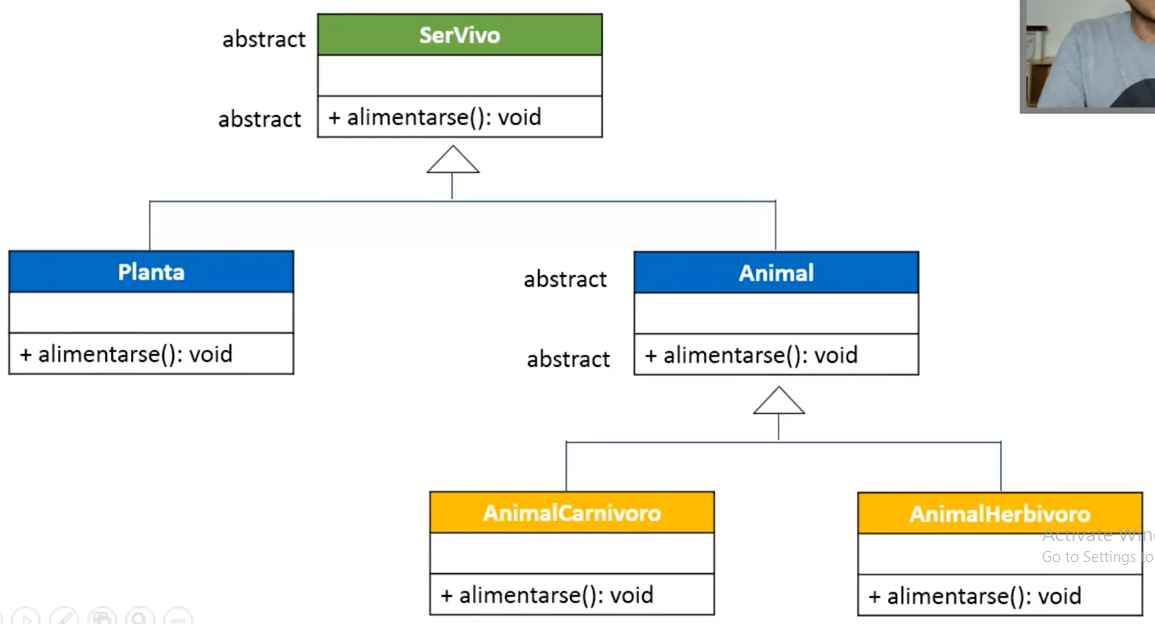 abstract
SerVivo
abstract
+ alimentarse(): void
Planta
abstract
Animal
+ alimentarse(): void
abstract
+ alimentarse(): void
AnimalCarnivoro
AnimalHerbivoro
Activate Win
Go to Settings to
+ alimentarse(): void
+ alimentarse(): void